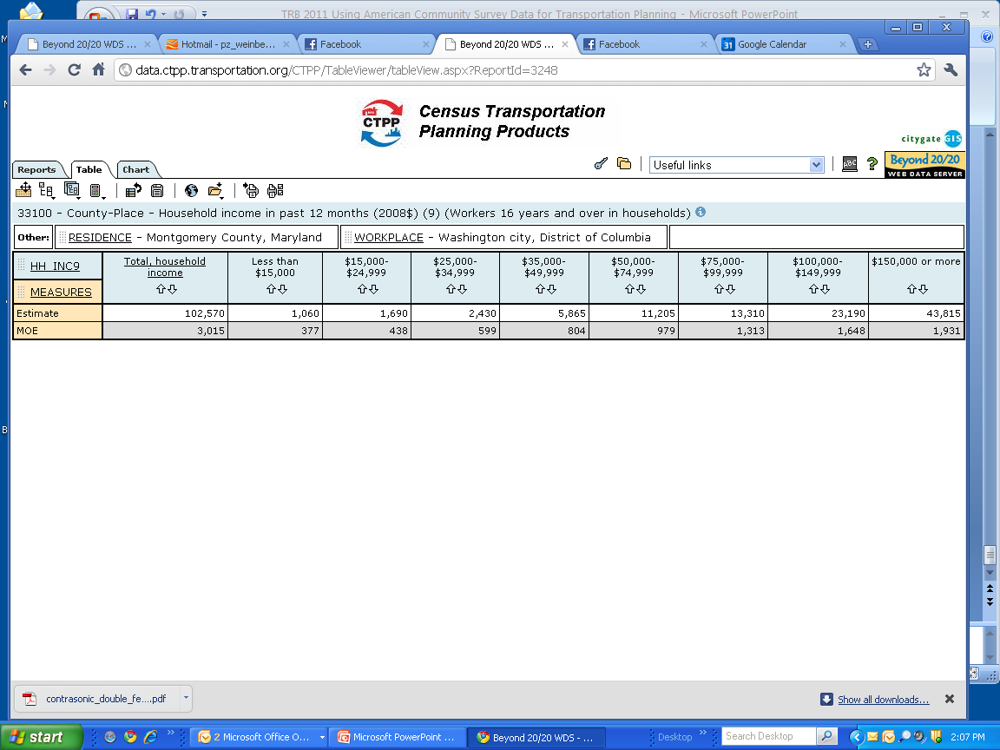 TRB 2011 Using American Community Survey Data for Transportation Planning - Microsoft PowerPoint
Beyond 20/20 WDS ...
Hotmail - pz_weinbe...
Facebook
Beyond 20/20 WDS ...
Facebook
31 Google Calendar
data.ctpp.transportation.org/CTPP/TableViewer/tableView.aspx?ReportId=3248
CTPP
Census Transportation
Planning Products
citygate GIS
Reports
Table
Chart
Useful links
ABC
?
Beyond 20/20
WEB DATA SERVER
33100 - County-Place - Household income in past 12 months (2008$) (9) (Workers 16 years and over in households)
Other: RESIDENCE - Montgomery County, Maryland WORKPLACE - Washington city, District of Columbia
HH_INC9 Total, household income Less than $15,000 $15,000-$24,999 $25,000-$34,999 $35,000-$49,999 $50,000-$74,999 $75,000-$99,999 $100,000-$149,999 $150,000 or more
MEASURES
Estimate 102,570 1,060 1,690 2,430 5,865 11,205 13,310 23,190 43,815
MOE 3,015 377 438 599 804 979 1,313 1,648 1,931
contrasonic_double_fe....pdf
Show all downloads...
start
2 Microsoft Office O...
Microsoft PowerPoint ...
Beyond 20/20 WDS - ...
Desktop
Search Desktop
2:07 PM